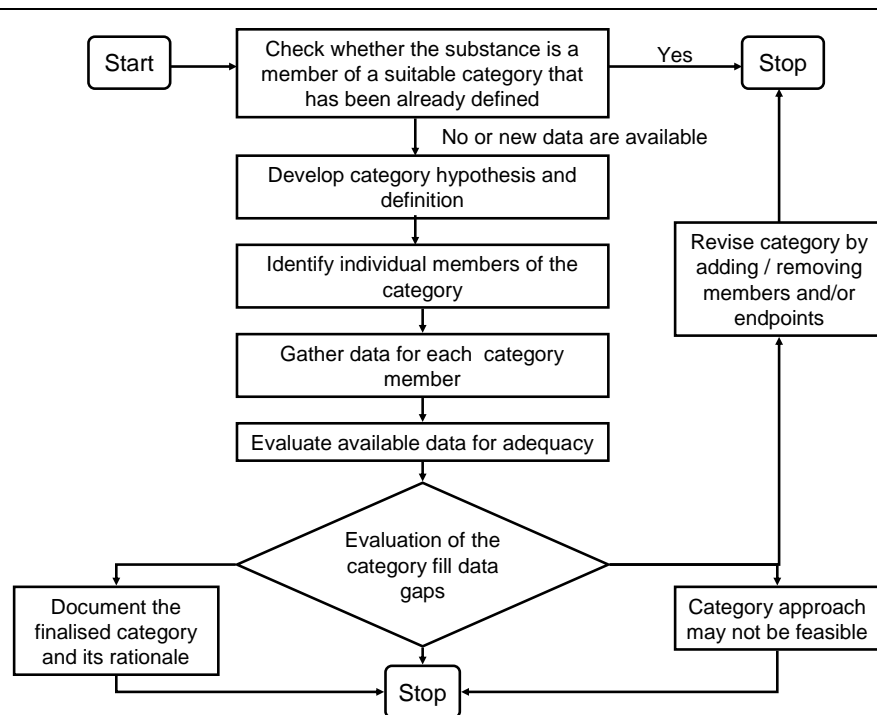 Start
Check whether the substance is a
member of a suitable category that
has been already defined
Yes
Stop
No or new data are available
Develop category hypothesis and
definition
Identify individual members of the
category
Revise category by
adding / removing
members and/or
endpoints
Gather data for each category
member
Evaluate available data for adequacy
Evaluation of the
category fill data
gaps
Document the
finalised category
and its rationale
Category approach
may not be feasible
Stop